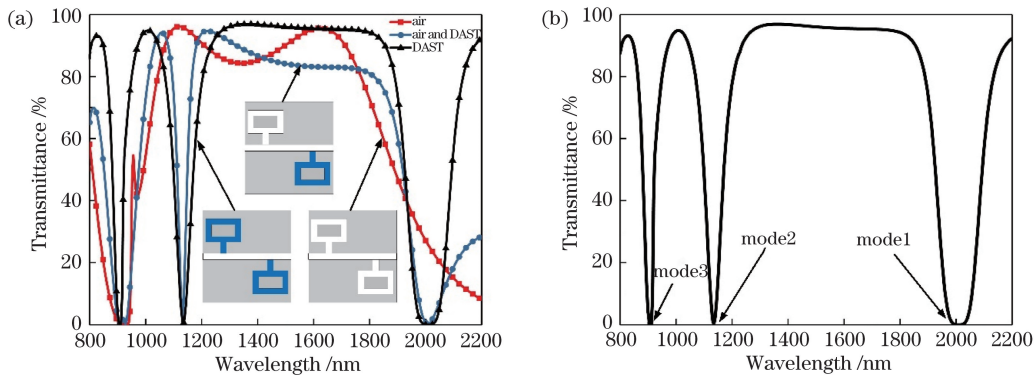 (a)
100
80
60
40
20
0
Transmittance /%
800 1000 1200 1400 1600 1800 2000 2200
Wavelength /nm
air
air and DAST
DAST
(b)
100
80
60
40
20
0
Transmittance /%
mode3
mode2
mode1
800 1000 1200 1400 1600 1800 2000 2200
Wavelength /nm